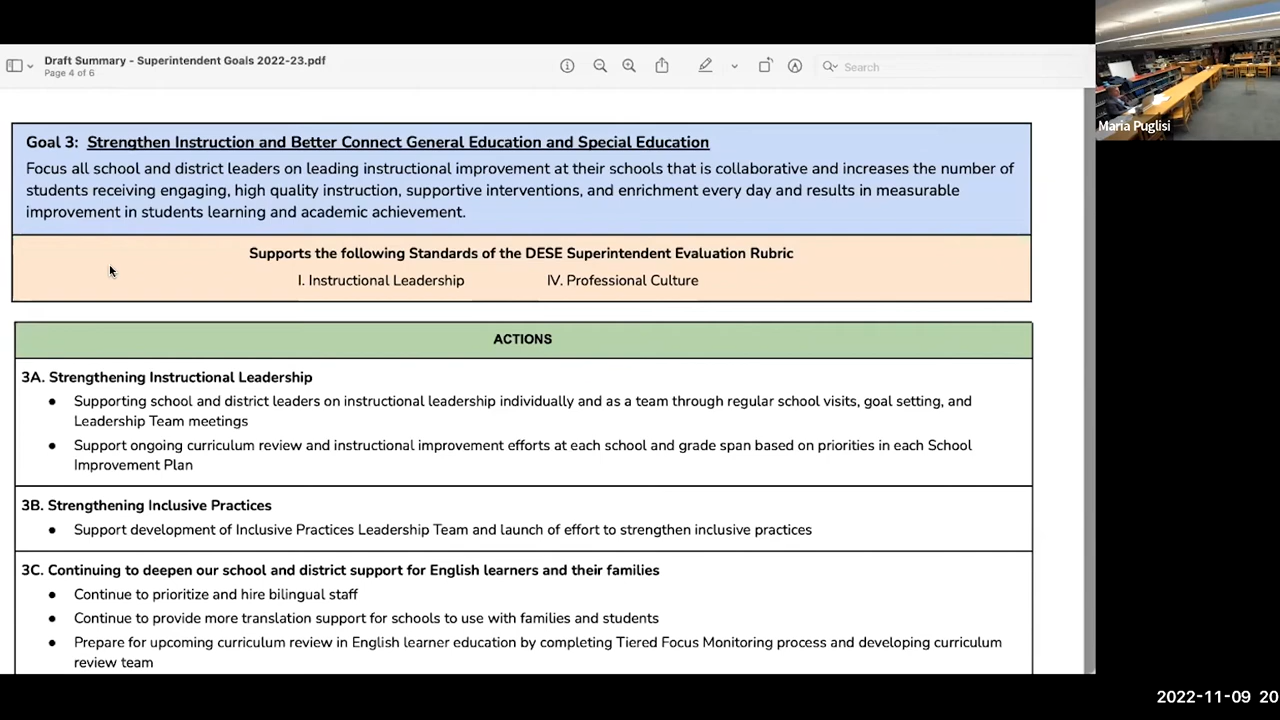 Draft Summary - Superintendent Goals 2022-23.pdf
Page 4 of 6
Search
Maria Puglisi
Goal 3: Strengthen Instruction and Better Connect General Education and Special Education
Focus all school and district leaders on leading instructional improvement at their schools that is collaborative and increases the number of
students receiving engaging, high quality instruction, supportive interventions, and enrichment every day and results in measurable
improvement in students learning and academic achievement.
Supports the following Standards of the DESE Superintendent Evaluation Rubric
I. Instructional Leadership IV. Professional Culture
ACTIONS
3A. Strengthening Instructional Leadership
● Supporting school and district leaders on instructional leadership individually and as a team through regular school visits, goal setting, and
Leadership Team meetings
● Support ongoing curriculum review and instructional improvement efforts at each school and grade span based on priorities in each School
Improvement Plan
3B. Strengthening Inclusive Practices
● Support development of Inclusive Practices Leadership Team and launch of effort to strengthen inclusive practices
3C. Continuing to deepen our school and district support for English learners and their families
● Continue to prioritize and hire bilingual staff
● Continue to provide more translation support for schools to use with families and students
● Prepare for upcoming curriculum review in English learner education by completing Tiered Focus Monitoring process and developing curriculum
review team
2022-11-09 20